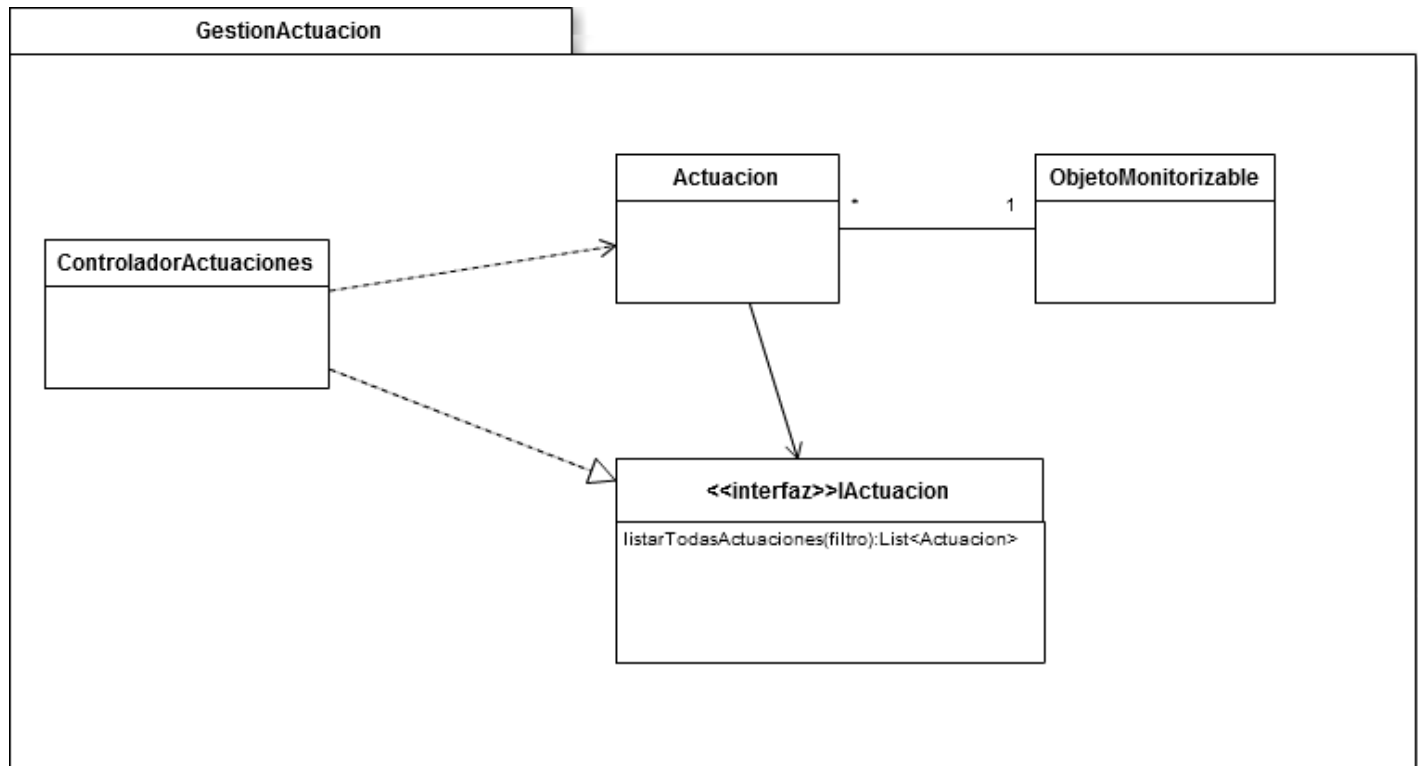 GestionActuacion
Actuacion
ObjetoMonitorizable
* 1
ControladorActuaciones
<<interfaz>>IActuacion
listarTodasActuaciones(filtro):List<Actuacion>